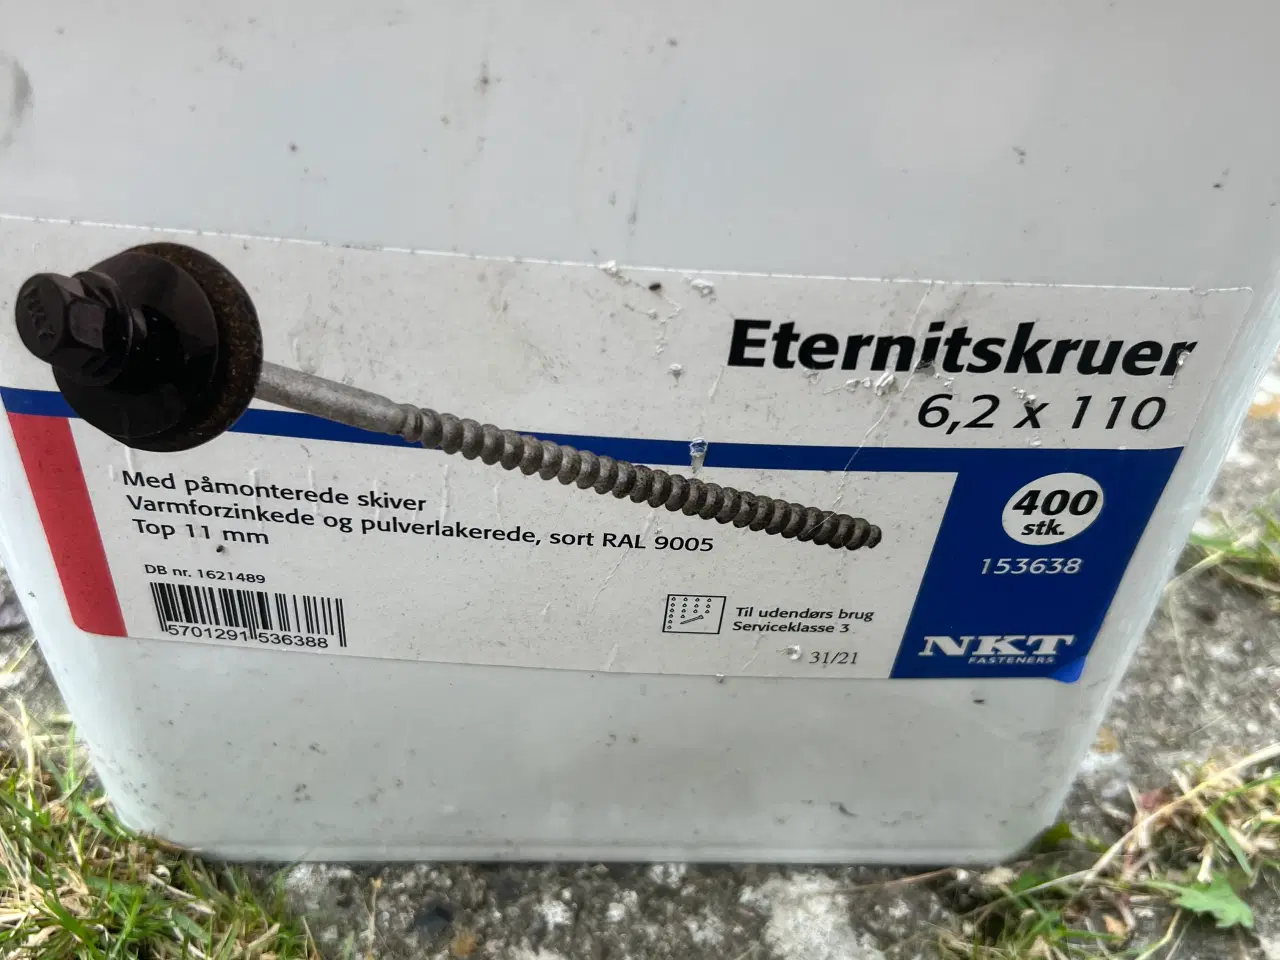 Eternitskruer
6,2 x 110
Med påmonterede skiver
Varmforzinkede og pulverlakerede, sort RAL 9005
Top 11 mm
DB nr. 1621489
5701291 536388
Til udendørs brug
Serviceklasse 3
31/21
400
stk.
153638
NKT
FASTENERS
NKT